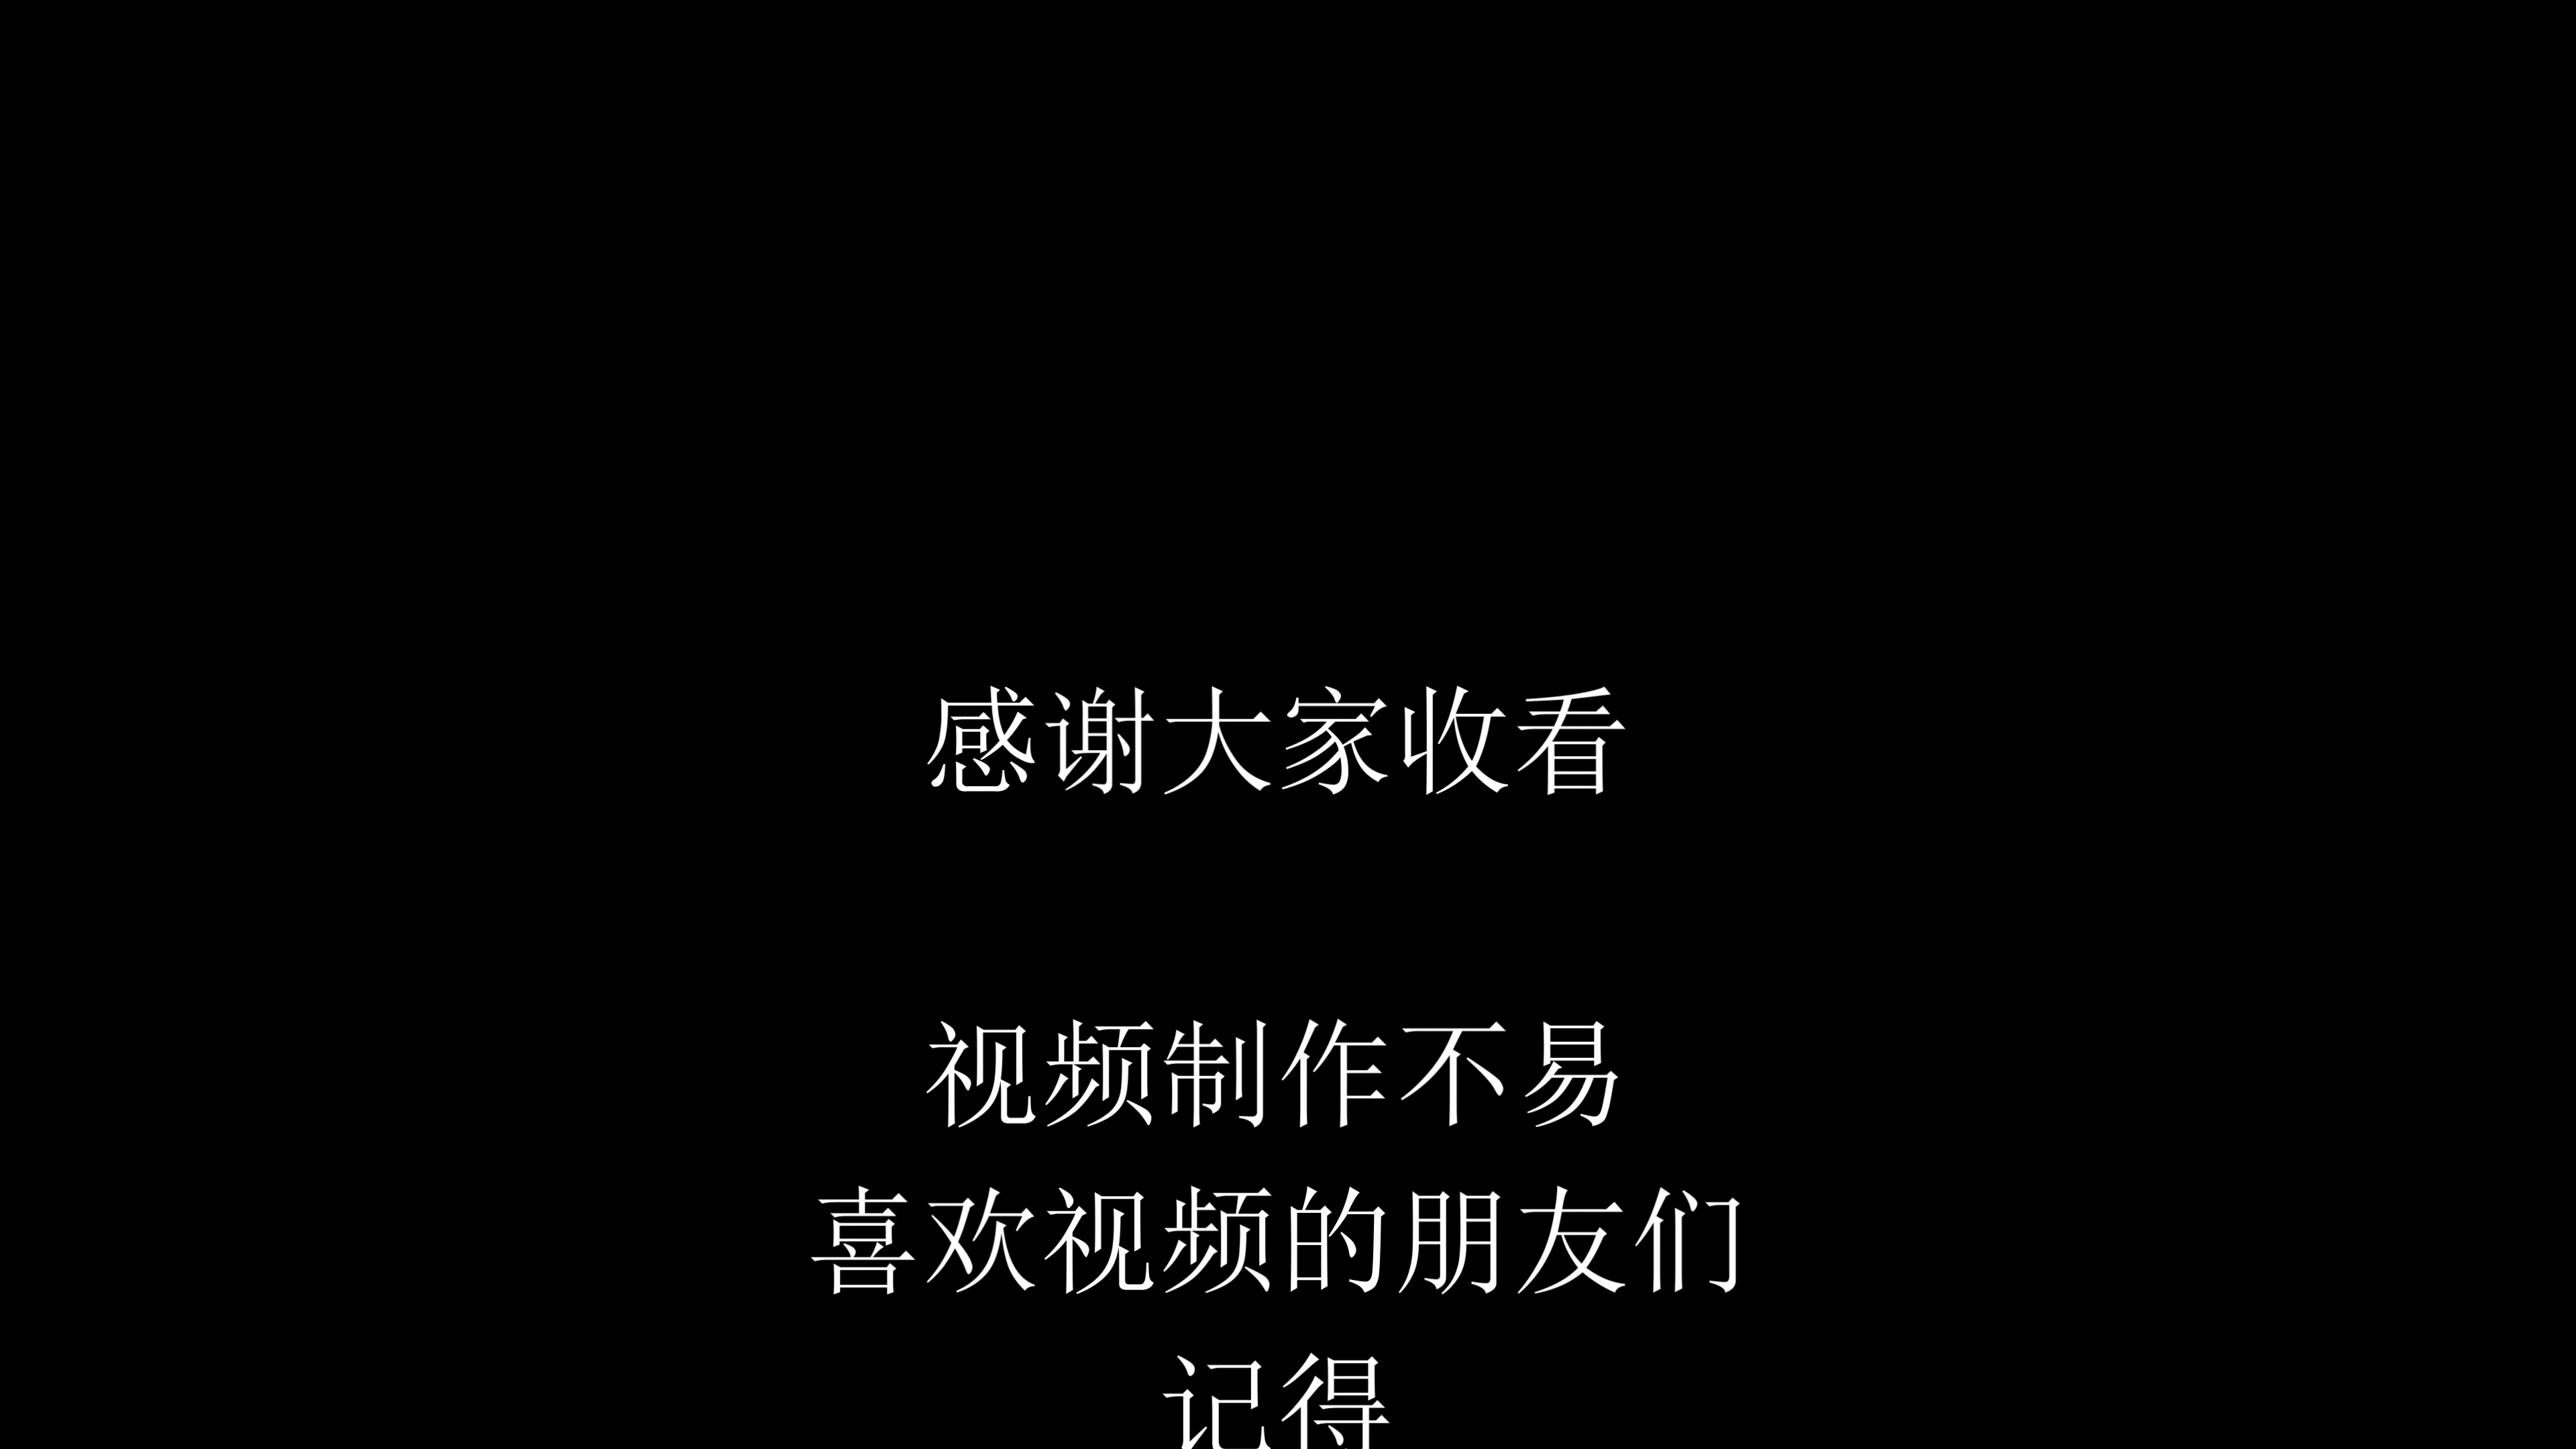 感谢大家收看
视频制作不易
喜欢视频的朋友们
记得